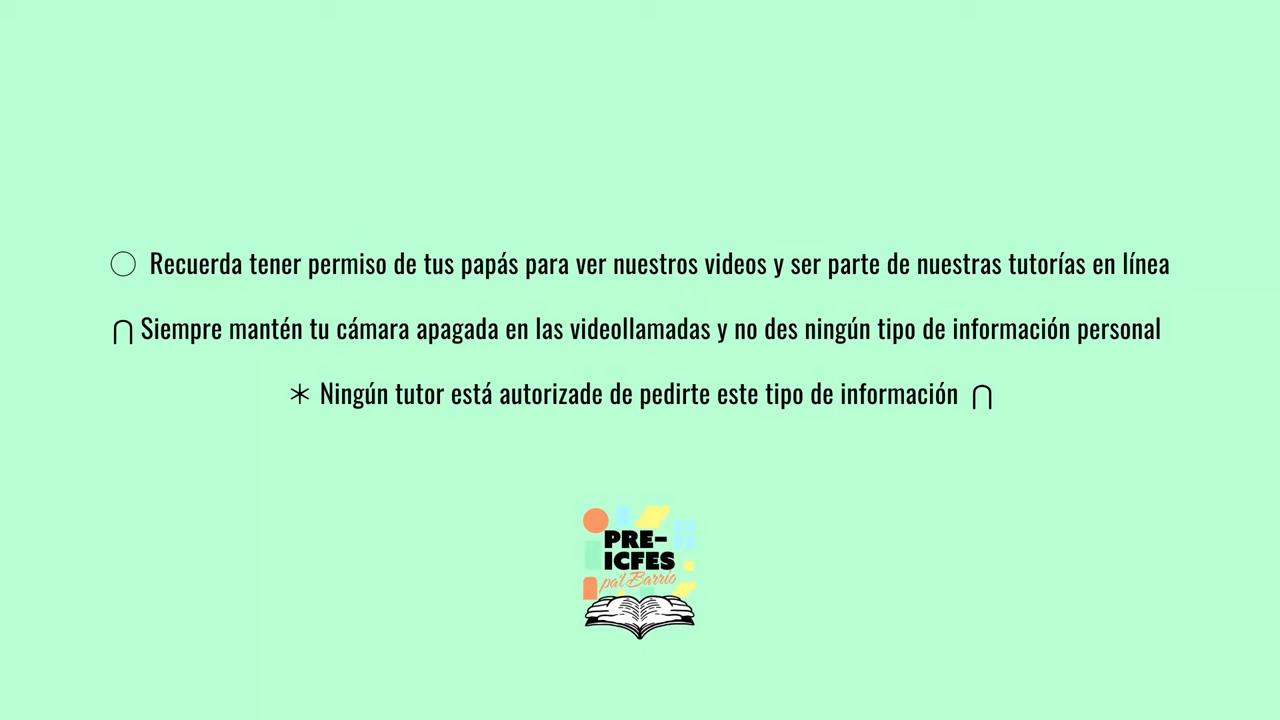 ◯ Recuerda tener permiso de tus papás para ver nuestros videos y ser parte de nuestras tutorías en línea
⋂ Siempre mantén tu cámara apagada en las videollamadas y no des ningún tipo de información personal
＊ Ningún tutor está autorizade de pedirte este tipo de información ⋂
PRE-
ICFES
pa'l Barrio